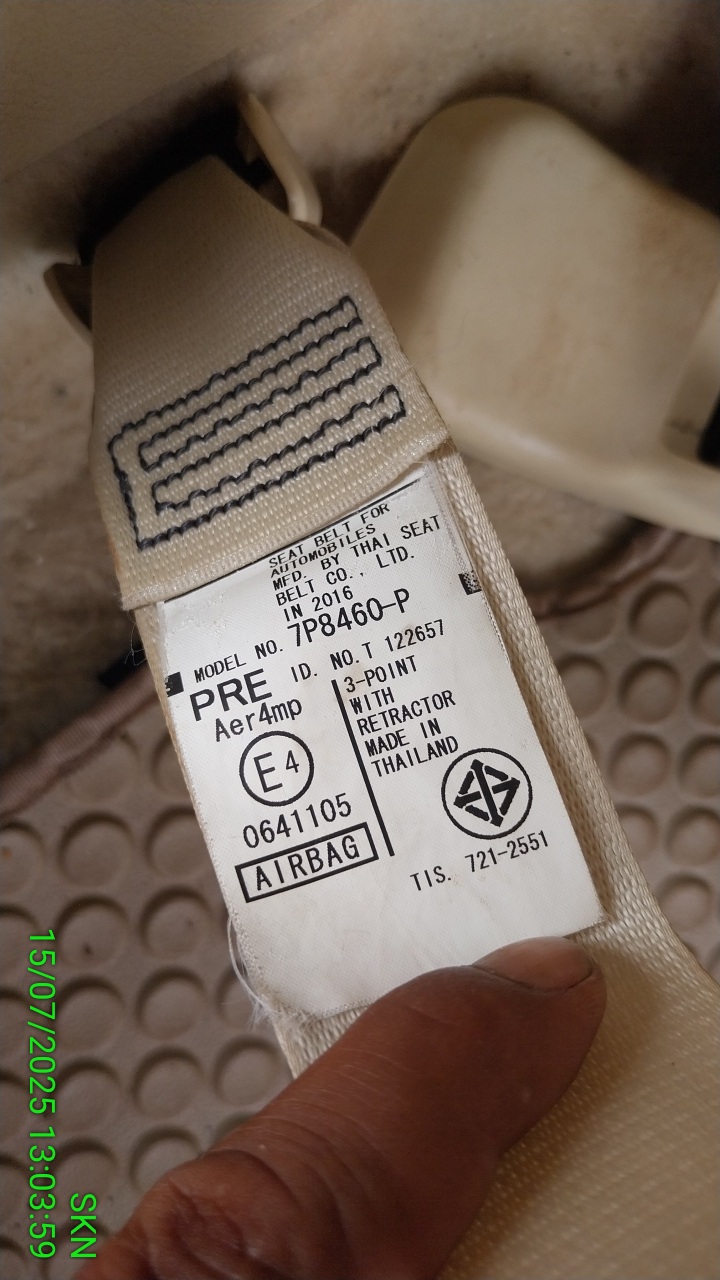 SEAT BELT FOR
AUTOMOBILES
MFD. BY THAI SEAT
BELT CO., LTD.
IN 2016
MODEL NO. 7P8460-P
PRE ID. NO.T 122657
Aer4mp
E4
0641105
AIRBAG
3-POINT
WITH
RETRACTOR
MADE IN
THAILAND
TIS. 721-2551
15/07/2025 13:03:59
SKN